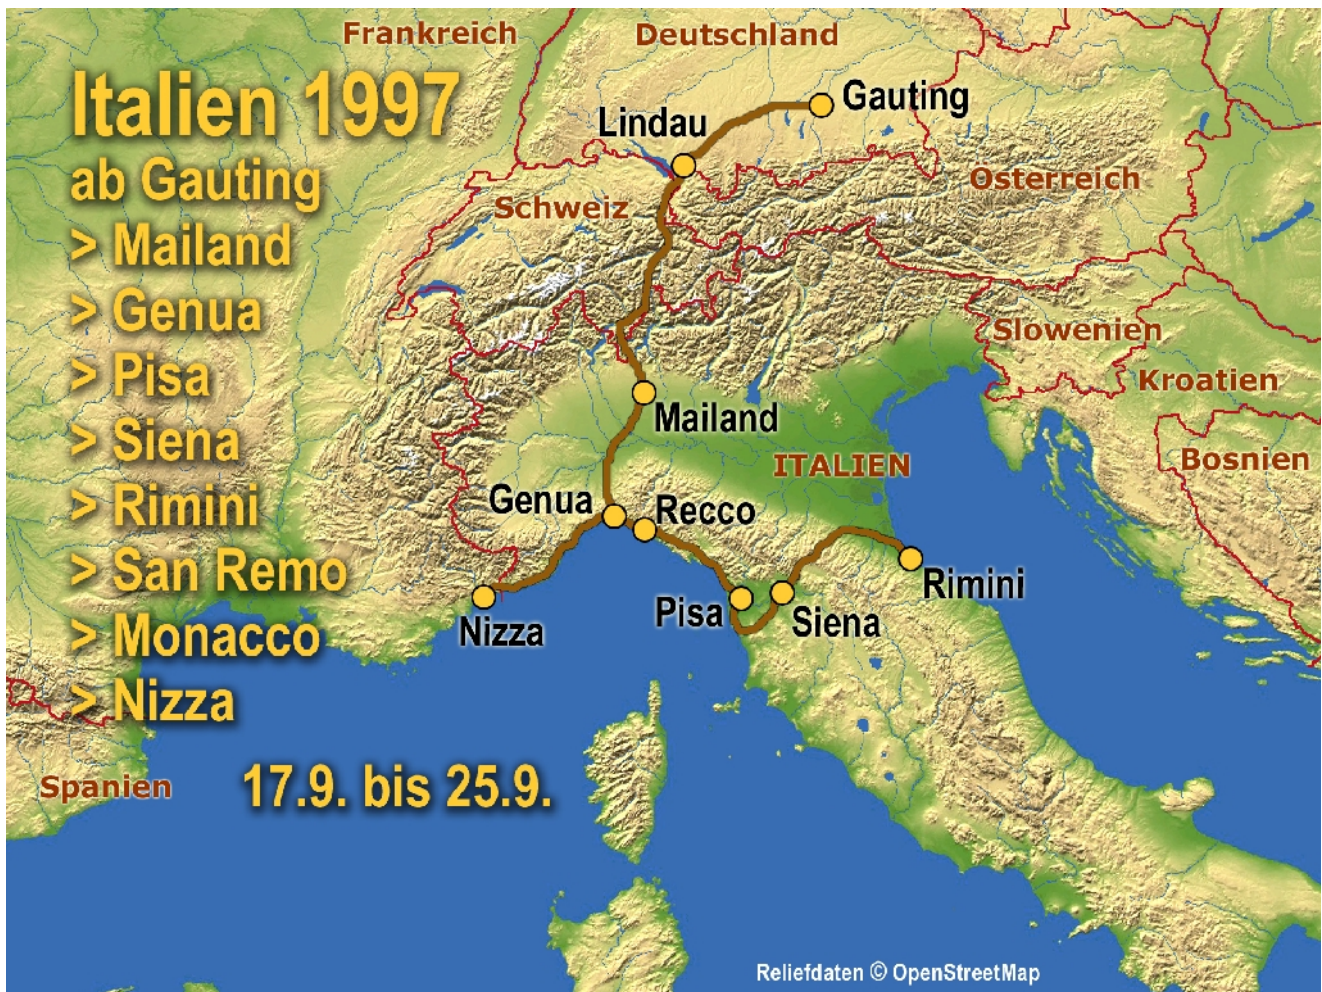 Frankreich
Deutschland
Italien 1997
ab Gauting
> Mailand
> Genua
> Pisa
> Siena
> Rimini
> San Remo
> Monacco
> Nizza
17.9. bis 25.9.
Gauting
Lindau
Österreich
Schweiz
Slowenien
Kroatien
Mailand
Bosnien
ITALIEN
Genua
Recco
Rimini
Pisa
Siena
Nizza
Spanien
Reliefdaten © OpenStreetMap